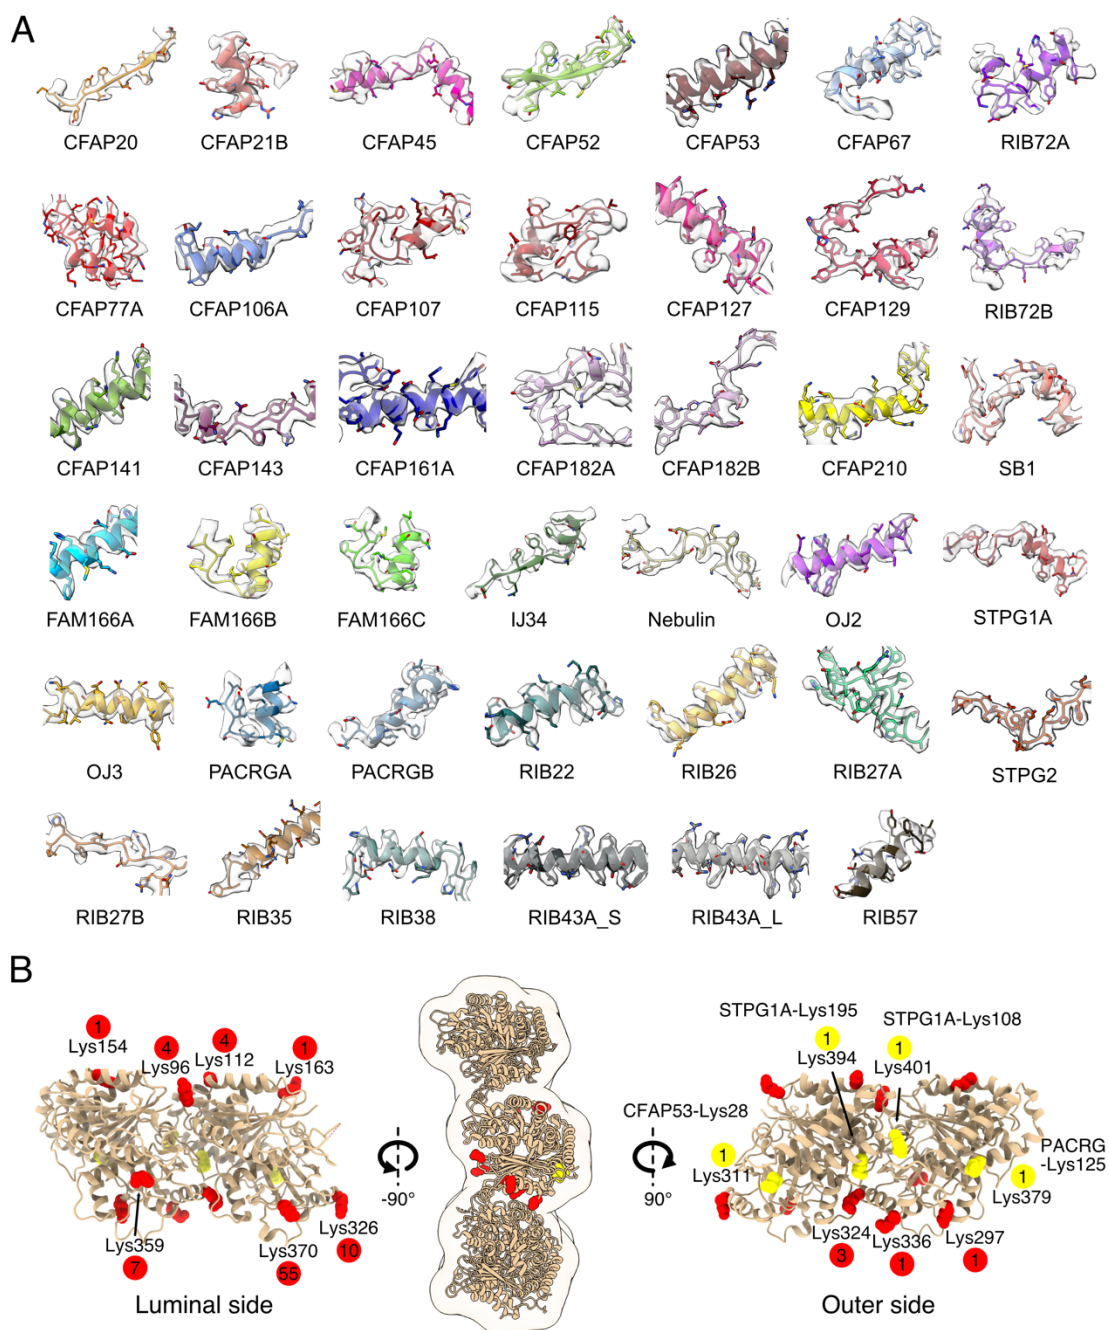 A
CFAP20 CFAP21B CFAP45 CFAP52 CFAP53 CFAP67 RIB72A
CFAP77A CFAP106A CFAP107 CFAP115 CFAP127 CFAP129 RIB72B
CFAP141 CFAP143 CFAP161A CFAP182A CFAP182B CFAP210 SB1
FAM166A FAM166B FAM166C IJ34 Nebulin OJ2 STPG1A
OJ3 PACRGA PACRGB RIB22 RIB26 RIB27A STPG2
RIB27B RIB35 RIB38 RIB43A_S RIB43A_L RIB57
B
1 4 4 1
Lys154 Lys96 Lys112 Lys163
Lys359 Lys370 Lys326
7 55 10
Luminal side
-90°
90°
STPG1A-Lys195 STPG1A-Lys108
1 1
Lys394 Lys401
CFAP53-Lys28
1
Lys311
PACRG
-Lys125
1
Lys379
Lys324 Lys336 Lys297
3 1 1
Outer side